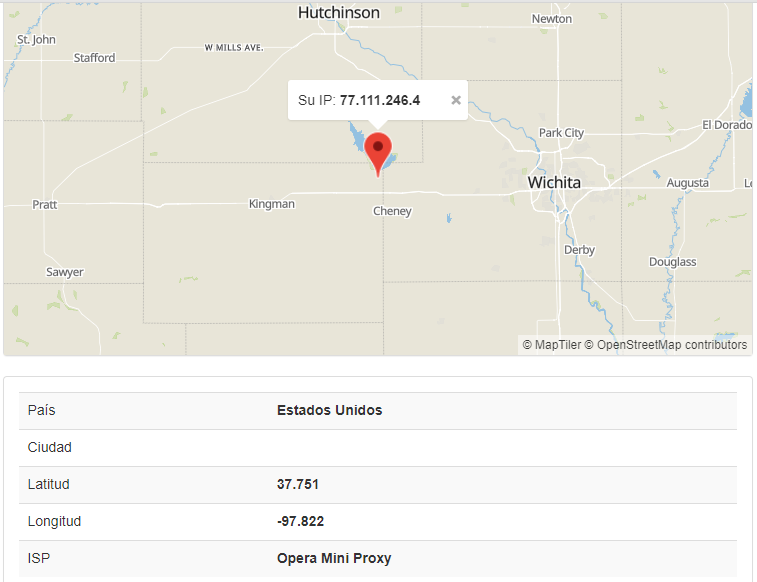 Hutchinson
Newton
St. John
W MILLS AVE.
Stafford
Su IP: 77.111.246.4 ×
El Dorado
Park City
Wichita
Augusta
Lo
Pratt
Kingman
Cheney
Derby
Douglass
Sawyer
© MapTiler © OpenStreetMap contributors
País Estados Unidos
Ciudad
Latitud 37.751
Longitud -97.822
ISP Opera Mini Proxy